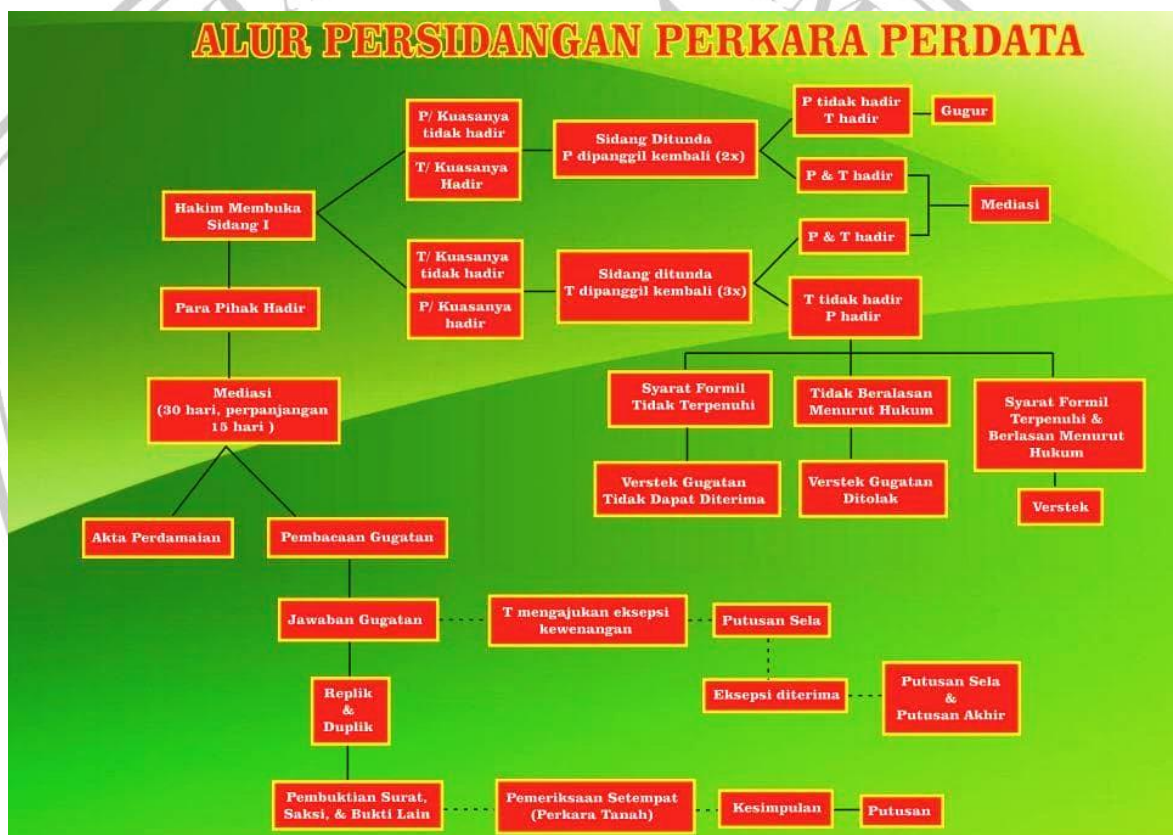 ALUR PERSIDANGAN PERKARA PERDATA
P/ Kuasanya
tidak hadir
T/ Kuasanya
Hadir
Sidang Ditunda
P dipanggil kembali (2x)
P tidak hadir
T hadir
Gugur
P & T hadir
Mediasi
Hakim Membuka
Sidang I
P & T hadir
T/ Kuasanya
tidak hadir
P/ Kuasanya
hadir
Sidang ditunda
T dipanggil kembali (3x)
T tidak hadir
P hadir
Para Pihak Hadir
Mediasi
(30 hari, perpanjangan
15 hari )
Syarat Formil
Tidak Terpenuhi
Tidak Beralasan
Menurut Hukum
Syarat Formil
Terpenuhi &
Berlasan Menurut
Hukum
Verstek Gugatan
Tidak Dapat Diterima
Verstek Gugatan
Ditolak
Verstek
Akta Perdamaian
Pembacaan Gugatan
Jawaban Gugatan
T mengajukan eksepsi
kewenangan
Putusan Sela
Eksepsi diterima
Putusan Sela
&
Putusan Akhir
Replik
&
Duplik
Pembuktian Surat,
Saksi, & Bukti Lain
Pemeriksaan Setempat
(Perkara Tanah)
Kesimpulan
Putusan